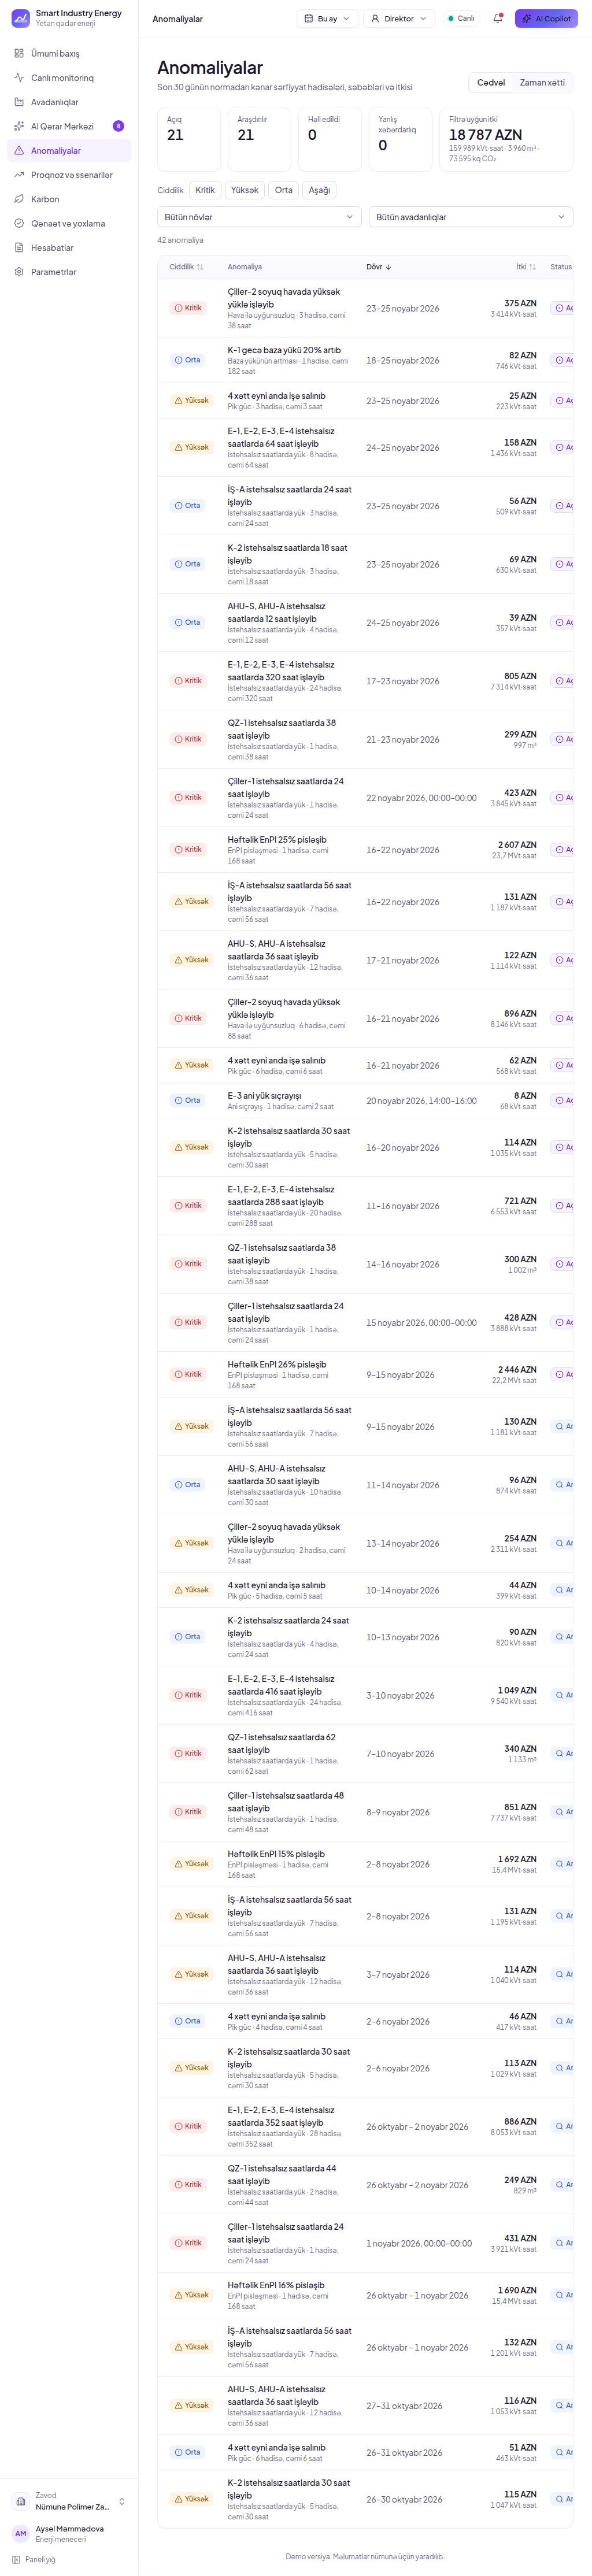 Smart Industry Energy
Yetən qədər enerji
Ümumi baxış
Canlı monitorinq
Avadanlıqlar
AI Qərar Mərkəzi
8
Anomaliyalar
Proqnoz və ssenarilər
Karbon
Qənaət və yoxlama
Hesabatlar
Parametrlər
Anomaliyalar
Bu ay
Direktor
Canlı
AI Copilot
Anomaliyalar
Son 30 günün normadan kənar sərfiyyat hadisələri, səbəbləri və itkisi
Cədvəl
Zaman xətti
Açıq
21
Araşdırılır
21
Həll edildi
0
Yanlış
xəbərdarlıq
0
Filtrə uyğun itki
18 787 AZN
159 989 kVt·saat · 3 960 m³ ·
73 595 kq CO₂
Ciddilik
Kritik
Yüksək
Orta
Aşağı
Bütün növlər
Bütün avadanlıqlar
42 anomaliya
Ciddilik
Anomaliya
Dövr
İtki
Status
Kritik
Çiller-2 soyuq havada yüksək
yüklə işləyib
Hava ilə uyğunsuzluq · 3 hadisə, cəmi
38 saat
23–25 noyabr 2026
375 AZN
3 414 kVt·saat
Orta
K-1 gecə baza yükü 20% artıb
Baza yükünün artması · 1 hadisə, cəmi
182 saat
18–25 noyabr 2026
82 AZN
746 kVt·saat
Yüksək
4 xətt eyni anda işə salınıb
Pik güc · 3 hadisə, cəmi 3 saat
23–25 noyabr 2026
25 AZN
223 kVt·saat
Yüksək
E-1, E-2, E-3, E-4 istehsalsız
saatlarda 64 saat işləyib
İstehsalsız saatlarda yük · 8 hadisə,
cəmi 64 saat
24–25 noyabr 2026
158 AZN
1 436 kVt·saat
Orta
İŞ-A istehsalsız saatlarda 24 saat
işləyib
İstehsalsız saatlarda yük · 3 hadisə,
cəmi 24 saat
23–25 noyabr 2026
56 AZN
509 kVt·saat
Orta
K-2 istehsalsız saatlarda 18 saat
işləyib
İstehsalsız saatlarda yük · 3 hadisə,
cəmi 18 saat
23–25 noyabr 2026
69 AZN
630 kVt·saat
Orta
AHU-S, AHU-A istehsalsız
saatlarda 12 saat işləyib
İstehsalsız saatlarda yük · 4 hadisə,
cəmi 12 saat
24–25 noyabr 2026
39 AZN
357 kVt·saat
Kritik
E-1, E-2, E-3, E-4 istehsalsız
saatlarda 320 saat işləyib
İstehsalsız saatlarda yük · 24 hadisə,
cəmi 320 saat
17–23 noyabr 2026
805 AZN
7 314 kVt·saat
Kritik
QZ-1 istehsalsız saatlarda 38
saat işləyib
İstehsalsız saatlarda yük · 1 hadisə,
cəmi 38 saat
21–23 noyabr 2026
299 AZN
997 m³
Kritik
Çiller-1 istehsalsız saatlarda 24
saat işləyib
İstehsalsız saatlarda yük · 1 hadisə,
cəmi 24 saat
22 noyabr 2026, 00:00–00:00
423 AZN
3 845 kVt·saat
Kritik
Həftəlik EnPI 25% pisləşib
EnPI pisləşməsi · 1 hadisə, cəmi
168 saat
16–22 noyabr 2026
2 607 AZN
23,7 MVt·saat
Yüksək
İŞ-A istehsalsız saatlarda 56 saat
işləyib
İstehsalsız saatlarda yük · 7 hadisə,
cəmi 56 saat
16–22 noyabr 2026
131 AZN
1 187 kVt·saat
Yüksək
AHU-S, AHU-A istehsalsız
saatlarda 36 saat işləyib
İstehsalsız saatlarda yük · 12 hadisə,
cəmi 36 saat
17–21 noyabr 2026
122 AZN
1 114 kVt·saat
Kritik
Çiller-2 soyuq havada yüksək
yüklə işləyib
Hava ilə uyğunsuzluq · 6 hadisə, cəmi
88 saat
16–21 noyabr 2026
896 AZN
8 146 kVt·saat
Yüksək
4 xətt eyni anda işə salınıb
Pik güc · 6 hadisə, cəmi 6 saat
16–21 noyabr 2026
62 AZN
568 kVt·saat
Orta
E-3 ani yük sıçrayışı
Ani sıçrayış · 1 hadisə, cəmi 2 saat
20 noyabr 2026, 14:00–16:00
8 AZN
68 kVt·saat
Yüksək
K-2 istehsalsız saatlarda 30 saat
işləyib
İstehsalsız saatlarda yük · 5 hadisə,
cəmi 30 saat
16–20 noyabr 2026
114 AZN
1 035 kVt·saat
Kritik
E-1, E-2, E-3, E-4 istehsalsız
saatlarda 288 saat işləyib
İstehsalsız saatlarda yük · 20 hadisə,
cəmi 288 saat
11–16 noyabr 2026
721 AZN
6 553 kVt·saat
Kritik
QZ-1 istehsalsız saatlarda 38
saat işləyib
İstehsalsız saatlarda yük · 1 hadisə,
cəmi 38 saat
14–16 noyabr 2026
300 AZN
1 002 m³
Kritik
Çiller-1 istehsalsız saatlarda 24
saat işləyib
İstehsalsız saatlarda yük · 1 hadisə,
cəmi 24 saat
15 noyabr 2026, 00:00–00:00
428 AZN
3 888 kVt·saat
Kritik
Həftəlik EnPI 26% pisləşib
EnPI pisləşməsi · 1 hadisə, cəmi
168 saat
9–15 noyabr 2026
2 446 AZN
22,2 MVt·saat
Yüksək
İŞ-A istehsalsız saatlarda 56 saat
işləyib
İstehsalsız saatlarda yük · 7 hadisə,
cəmi 56 saat
9–15 noyabr 2026
130 AZN
1 181 kVt·saat
Orta
AHU-S, AHU-A istehsalsız
saatlarda 30 saat işləyib
İstehsalsız saatlarda yük · 10 hadisə,
cəmi 30 saat
11–14 noyabr 2026
96 AZN
874 kVt·saat
Yüksək
Çiller-2 soyuq havada yüksək
yüklə işləyib
Hava ilə uyğunsuzluq · 2 hadisə, cəmi
24 saat
13–14 noyabr 2026
254 AZN
2 311 kVt·saat
Yüksək
4 xətt eyni anda işə salınıb
Pik güc · 5 hadisə, cəmi 5 saat
10–14 noyabr 2026
44 AZN
399 kVt·saat
Orta
K-2 istehsalsız saatlarda 24 saat
işləyib
İstehsalsız saatlarda yük · 4 hadisə,
cəmi 24 saat
10–13 noyabr 2026
90 AZN
820 kVt·saat
Kritik
E-1, E-2, E-3, E-4 istehsalsız
saatlarda 416 saat işləyib
İstehsalsız saatlarda yük · 24 hadisə,
cəmi 416 saat
3–10 noyabr 2026
1 049 AZN
9 540 kVt·saat
Kritik
QZ-1 istehsalsız saatlarda 62
saat işləyib
İstehsalsız saatlarda yük · 1 hadisə,
cəmi 62 saat
7–10 noyabr 2026
340 AZN
1 133 m³
Kritik
Çiller-1 istehsalsız saatlarda 48
saat işləyib
İstehsalsız saatlarda yük · 1 hadisə,
cəmi 48 saat
8–9 noyabr 2026
851 AZN
7 737 kVt·saat
Yüksək
Həftəlik EnPI 15% pisləşib
EnPI pisləşməsi · 1 hadisə, cəmi
168 saat
2–8 noyabr 2026
1 692 AZN
15,4 MVt·saat
Yüksək
İŞ-A istehsalsız saatlarda 56 saat
işləyib
İstehsalsız saatlarda yük · 7 hadisə,
cəmi 56 saat
2–8 noyabr 2026
131 AZN
1 195 kVt·saat
Yüksək
AHU-S, AHU-A istehsalsız
saatlarda 36 saat işləyib
İstehsalsız saatlarda yük · 12 hadisə,
cəmi 36 saat
3–7 noyabr 2026
114 AZN
1 040 kVt·saat
Orta
4 xətt eyni anda işə salınıb
Pik güc · 4 hadisə, cəmi 4 saat
2–6 noyabr 2026
46 AZN
417 kVt·saat
Yüksək
K-2 istehsalsız saatlarda 30 saat
işləyib
İstehsalsız saatlarda yük · 5 hadisə,
cəmi 30 saat
2–6 noyabr 2026
113 AZN
1 029 kVt·saat
Kritik
E-1, E-2, E-3, E-4 istehsalsız
saatlarda 352 saat işləyib
İstehsalsız saatlarda yük · 28 hadisə,
cəmi 352 saat
26 oktyabr – 2 noyabr 2026
886 AZN
8 053 kVt·saat
Kritik
QZ-1 istehsalsız saatlarda 44
saat işləyib
İstehsalsız saatlarda yük · 2 hadisə,
cəmi 44 saat
26 oktyabr – 2 noyabr 2026
249 AZN
829 m³
Kritik
Çiller-1 istehsalsız saatlarda 24
saat işləyib
İstehsalsız saatlarda yük · 1 hadisə,
cəmi 24 saat
1 noyabr 2026, 00:00–00:00
431 AZN
3 921 kVt·saat
Yüksək
Həftəlik EnPI 16% pisləşib
EnPI pisləşməsi · 1 hadisə, cəmi
168 saat
26 oktyabr – 1 noyabr 2026
1 690 AZN
15,4 MVt·saat
Yüksək
İŞ-A istehsalsız saatlarda 56 saat
işləyib
İstehsalsız saatlarda yük · 7 hadisə,
cəmi 56 saat
26 oktyabr – 1 noyabr 2026
132 AZN
1 201 kVt·saat
Yüksək
AHU-S, AHU-A istehsalsız
saatlarda 36 saat işləyib
İstehsalsız saatlarda yük · 12 hadisə,
cəmi 36 saat
27–31 oktyabr 2026
116 AZN
1 053 kVt·saat
Orta
4 xətt eyni anda işə salınıb
Pik güc · 6 hadisə, cəmi 6 saat
26–31 oktyabr 2026
51 AZN
463 kVt·saat
Yüksək
K-2 istehsalsız saatlarda 30 saat
işləyib
İstehsalsız saatlarda yük · 5 hadisə,
cəmi 30 saat
26–30 oktyabr 2026
115 AZN
1 047 kVt·saat
Zavod
Nümunə Polimer Za...
AM
Aysel Məmmədova
Enerji meneceri
Paneli yığ
Demo versiya. Məlumatlar nümunə üçün yaradılıb.